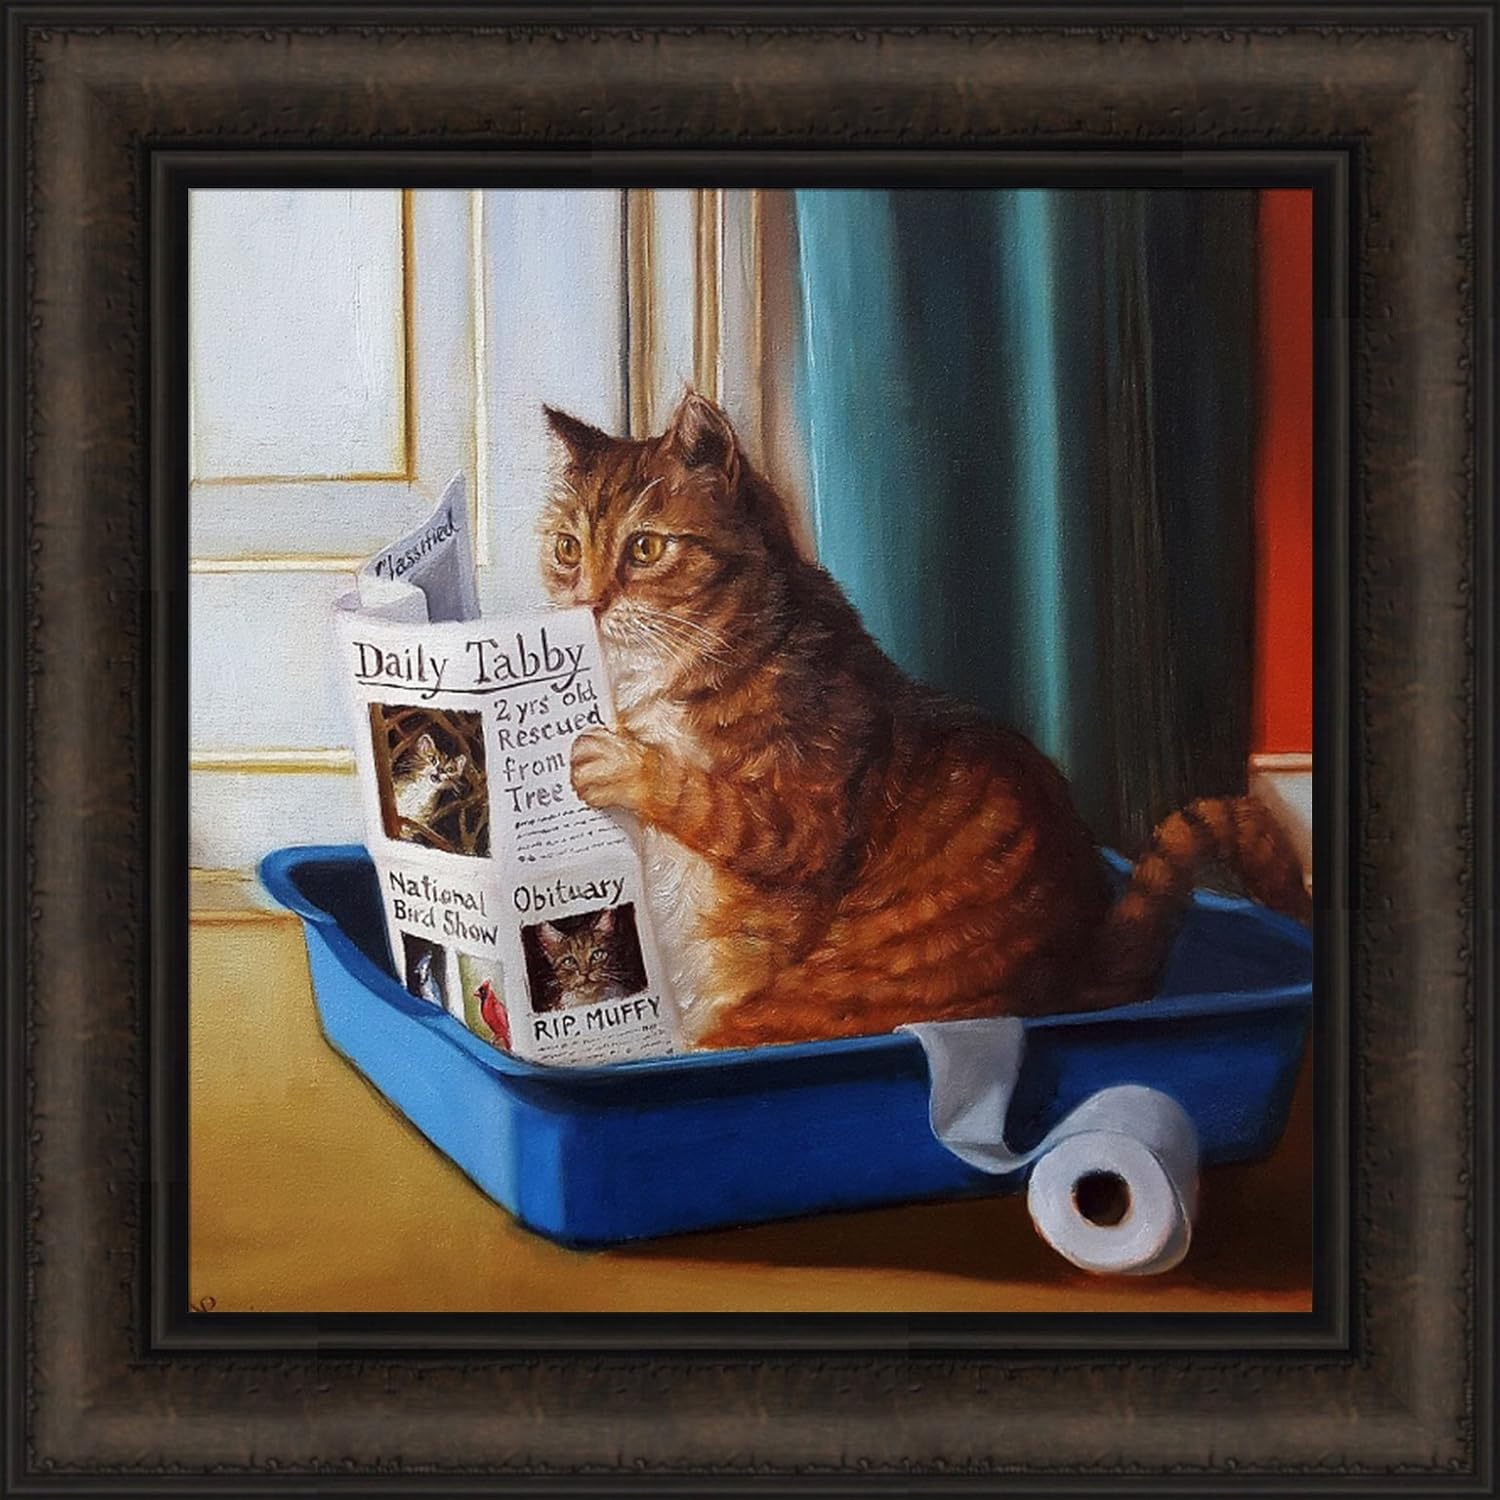 Classified
Daily Tabby
2 yrs old
Rescued
from
Tree
National
Bird Show
Obituary
RIP. MUFFY